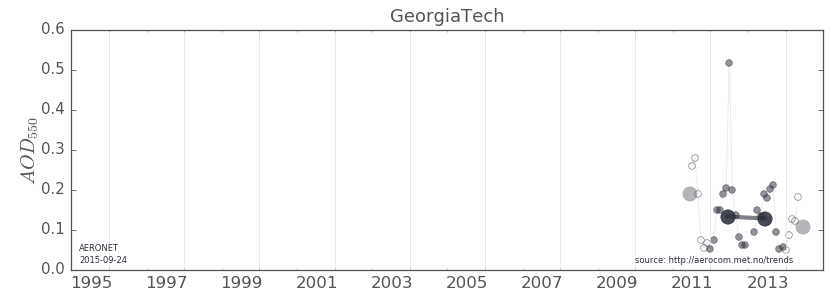 GeorgiaTech
0.6
0.5
0.4
0.3
0.2
0.1
0.0
AOD550
AERONET
2015-09-24
source: http://aerocom.met.no/trends
1995 1997 1999 2001 2003 2005 2007 2009 2011 2013